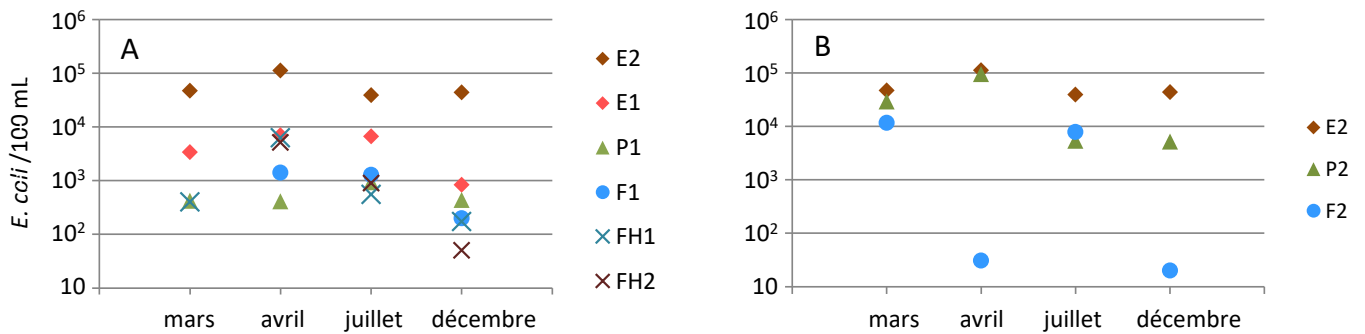 E. coli /100 mL
10⁶
10⁵
10⁴
10³
10²
10
A
mars avril juillet décembre
E2
E1
P1
F1
FH1
FH2
10⁶
10⁵
10⁴
10³
10²
10
B
mars avril juillet décembre
E2
P2
F2